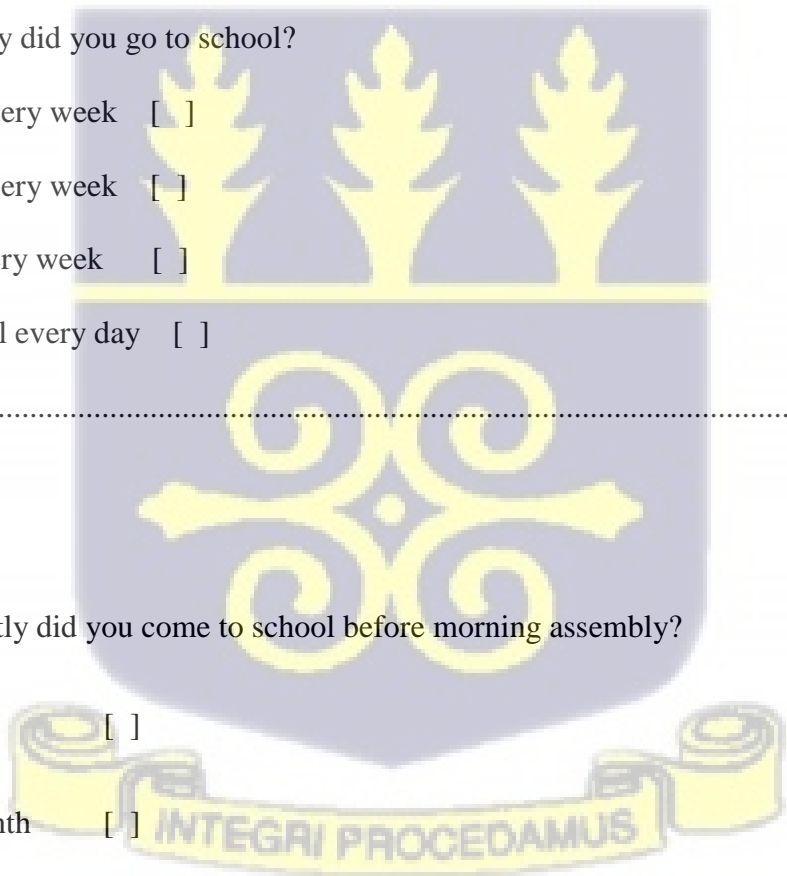 y did you go to school?
ery week [ ]
ery week [ ]
ry week [ ]
l every day [ ]
................................................................................
tly did you come to school before morning assembly?
[ ]
nth [ ]
INTEGRI PROCEDAMUS